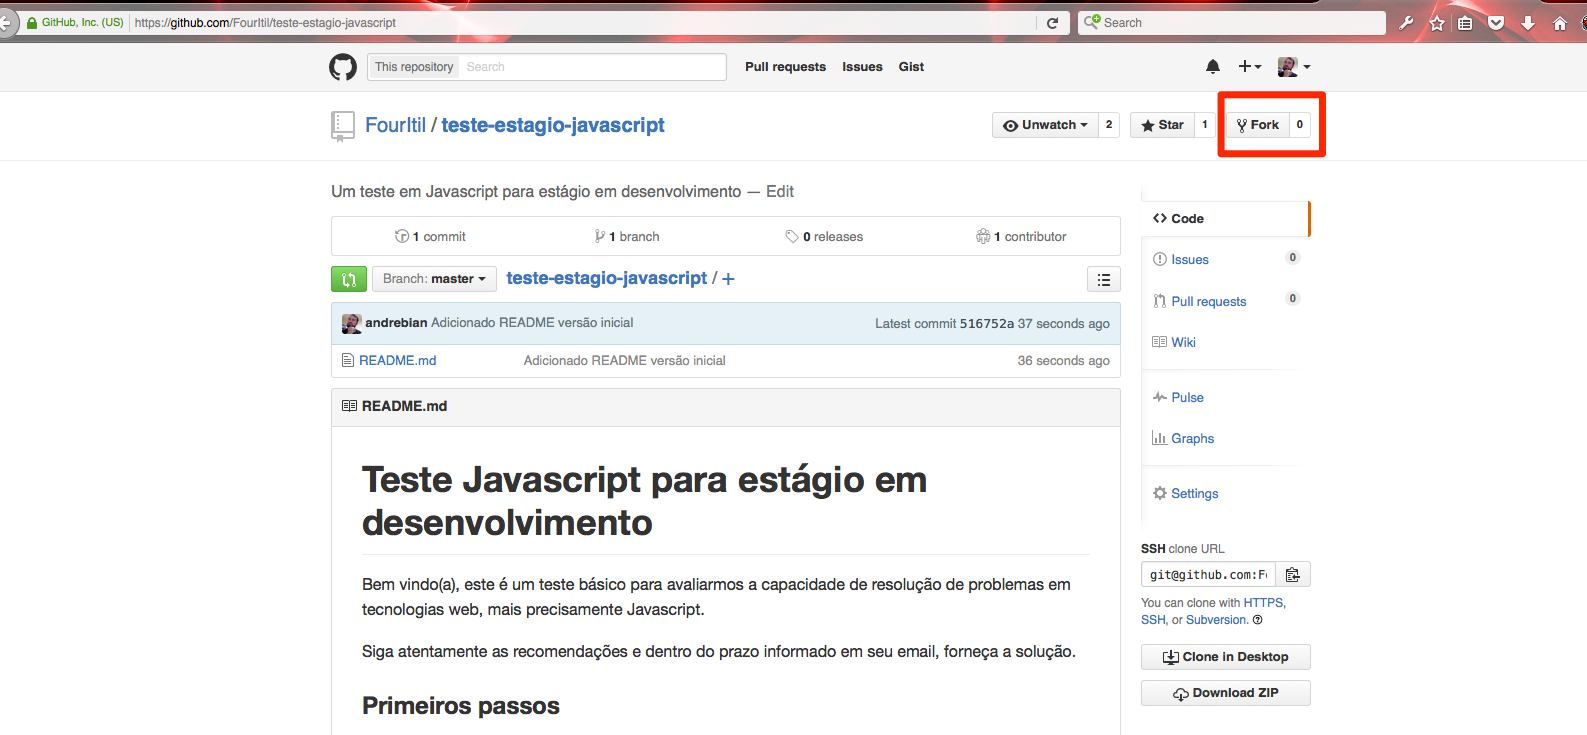 GitHub, Inc. (US) https://github.com/FourItil/teste-estagio-javascript Search
This repository Search Pull requests Issues Gist
FourItil / teste-estagio-javascript Unwatch 2 Star 1 Fork 0
Um teste em Javascript para estágio em desenvolvimento — Edit
1 commit 1 branch 0 releases 1 contributor
Branch: master teste-estagio-javascript / +
andrebian Adicionado README versão inicial Latest commit 516752a 37 seconds ago
README.md Adicionado README versão inicial 36 seconds ago
README.md
Teste Javascript para estágio em
desenvolvimento
Bem vindo(a), este é um teste básico para avaliarmos a capacidade de resolução de problemas em
tecnologias web, mais precisamente Javascript.
Siga atentamente as recomendações e dentro do prazo informado em seu email, forneça a solução.
Primeiros passos
Code
Issues 0
Pull requests 0
Wiki
Pulse
Graphs
Settings
SSH clone URL
git@github.com:Fo
You can clone with HTTPS,
SSH, or Subversion.
Clone in Desktop
Download ZIP